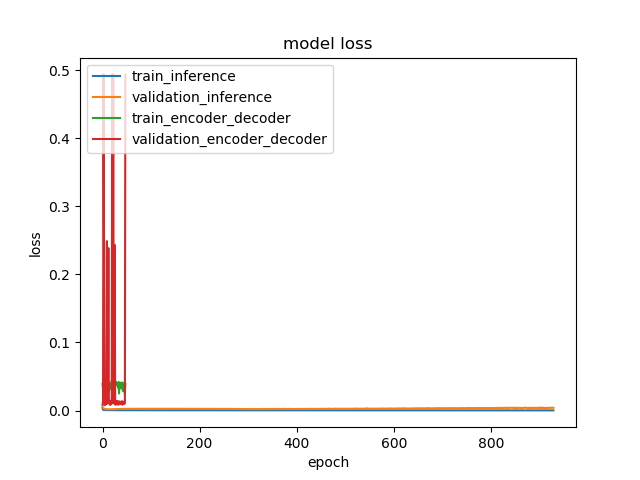 model loss
train_inference
validation_inference
train_encoder_decoder
validation_encoder_decoder
0.5
0.4
0.3
0.2
0.1
0.0
loss
0 200 400 600 800
epoch